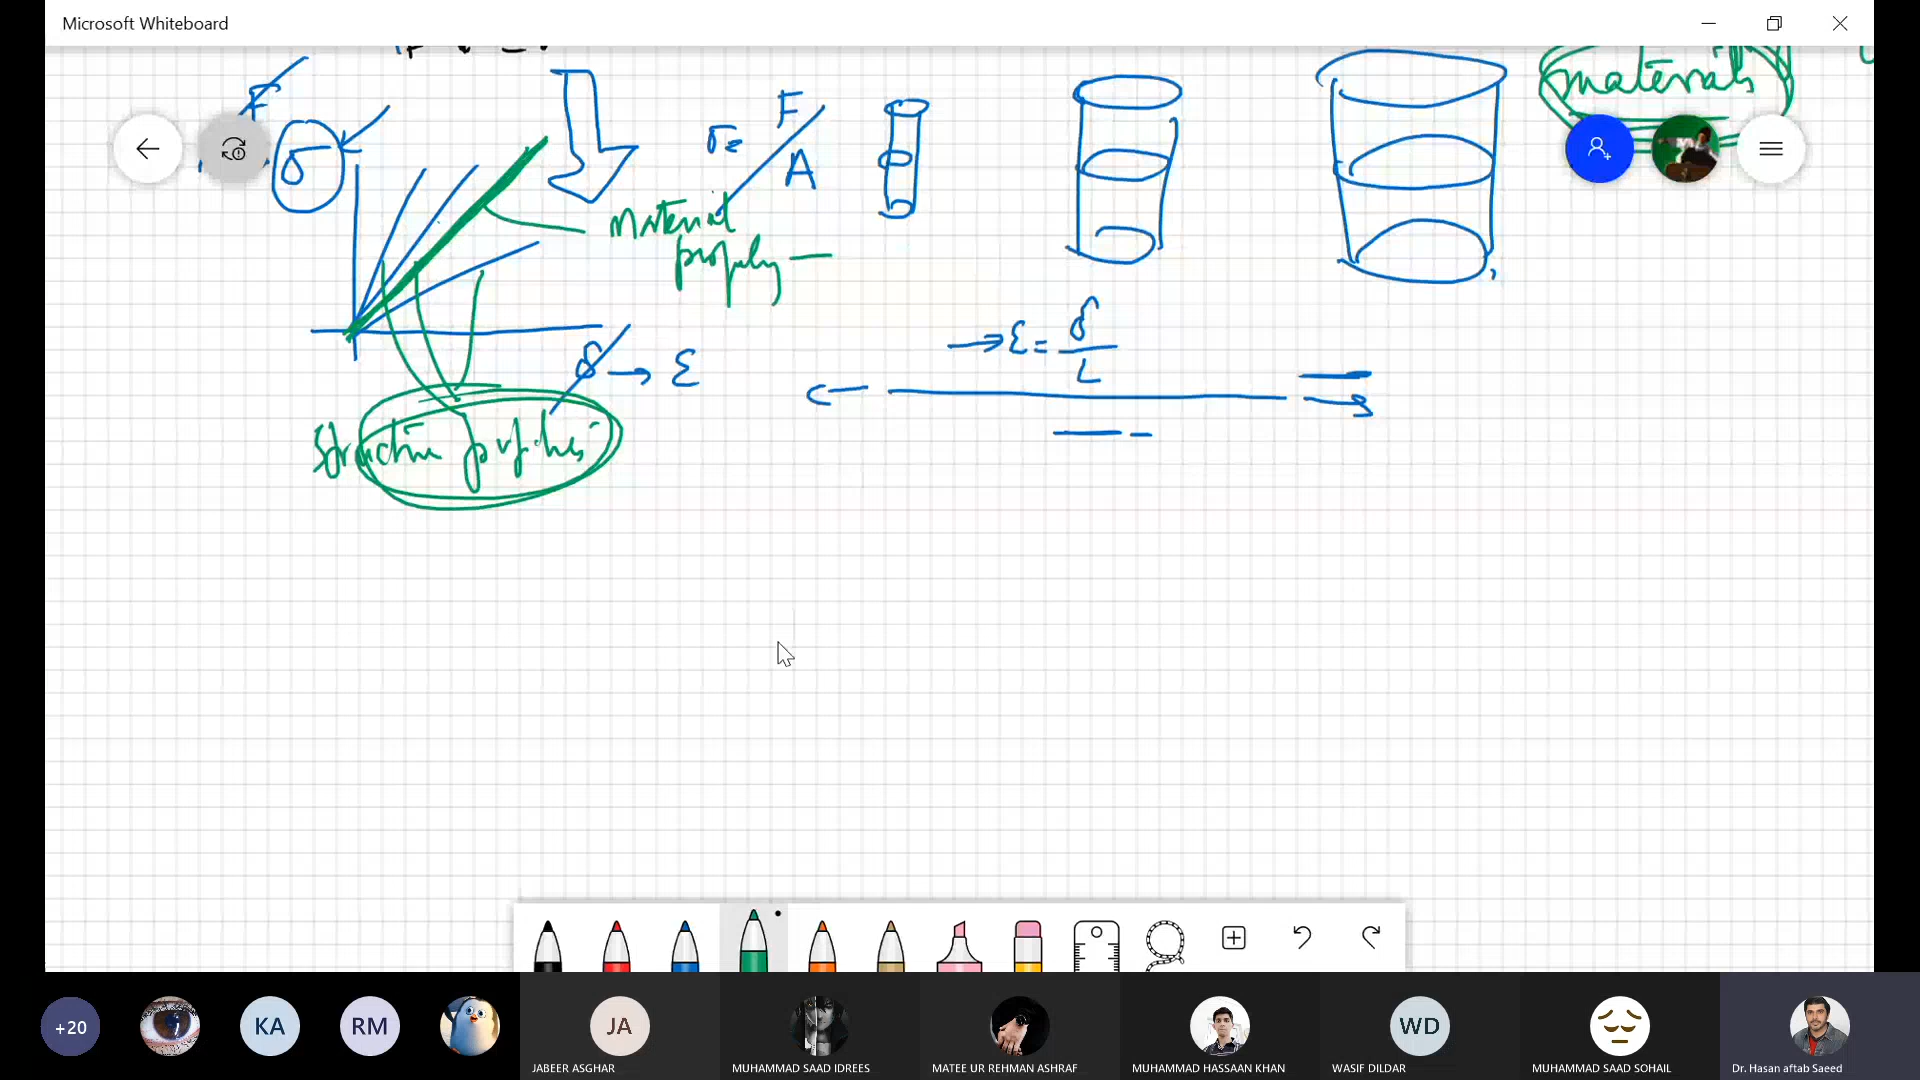 Microsoft Whiteboard
materials
F
σ
σ= F/A
Material
property
ε = δ/L
δ → ε
Structure properties
+20
KA
RM
JA
WD
JABEER ASGHAR
MUHAMMAD SAAD IDREES
MATEE UR REHMAN ASHRAF
MUHAMMAD HASSAAN KHAN
WASIF DILDAR
MUHAMMAD SAAD SOHAIL
Dr. Hasan aftab Saeed